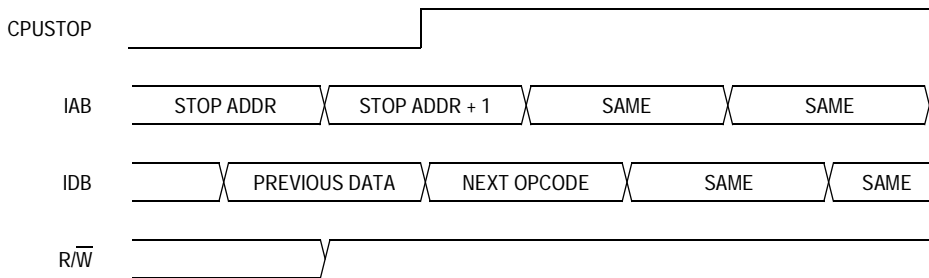 CPUSTOP
IAB STOP ADDR STOP ADDR + 1 SAME SAME
IDB PREVIOUS DATA NEXT OPCODE SAME SAME
R/W̅